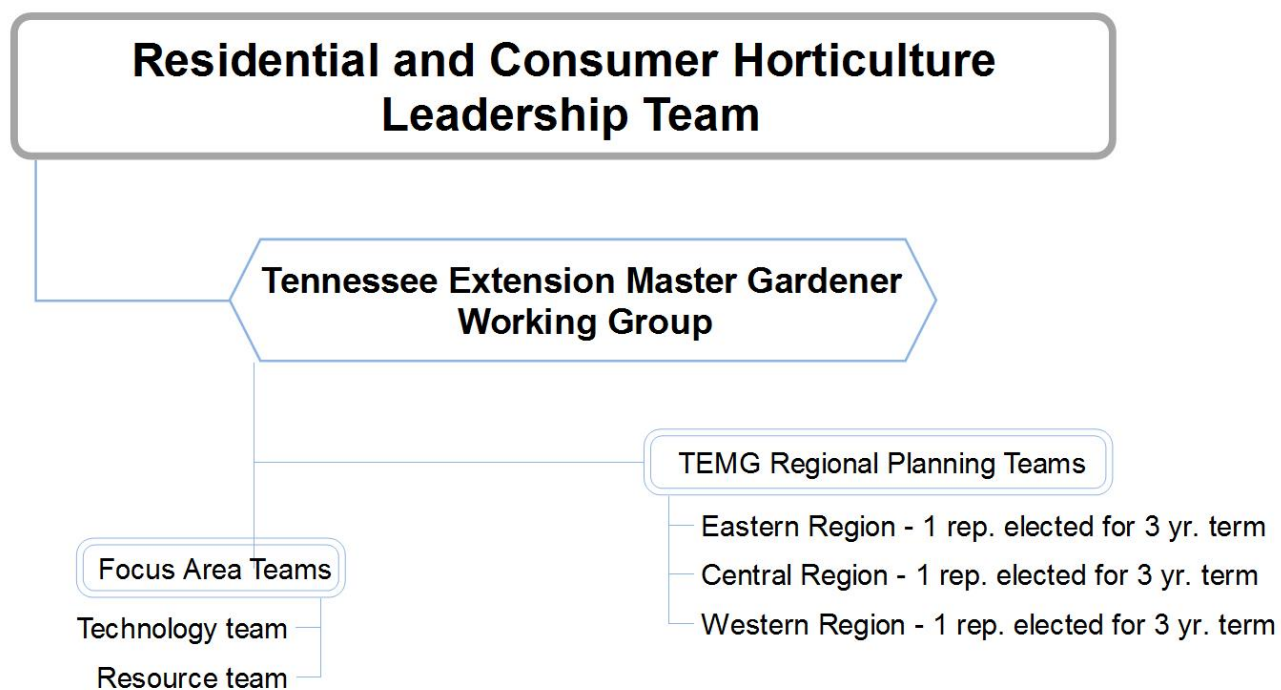 Residential and Consumer Horticulture
Leadership Team
Tennessee Extension Master Gardener
Working Group
TEMG Regional Planning Teams
Eastern Region - 1 rep. elected for 3 yr. term
Central Region - 1 rep. elected for 3 yr. term
Western Region - 1 rep. elected for 3 yr. term
Focus Area Teams
Technology team
Resource team